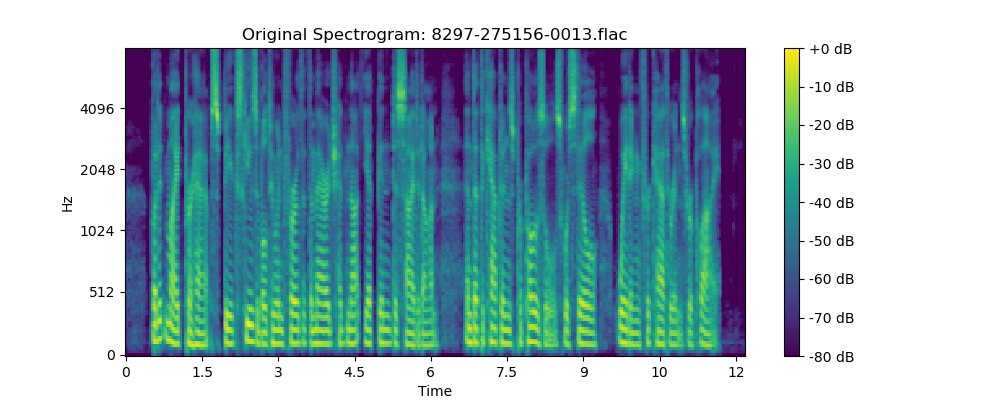 Original Spectrogram: 8297-275156-0013.flac
4096
2048
1024
512
0
Hz
0 1.5 3 4.5 6 7.5 9 10 12
Time
+0 dB
-10 dB
-20 dB
-30 dB
-40 dB
-50 dB
-60 dB
-70 dB
-80 dB